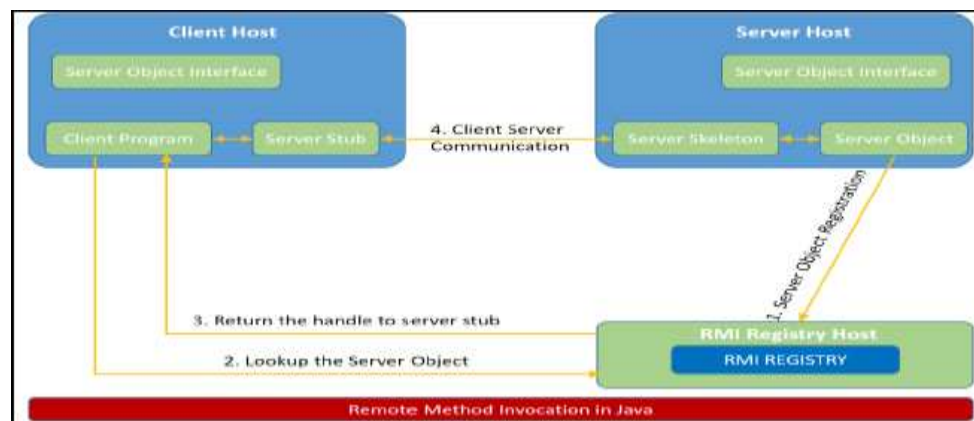 Client Host
Server Object Interface
Client Program
Server Stub
4. Client Server
Communication
Server Host
Server Object Interface
Server Skeleton
Server Object
1. Server Object Registration
3. Return the handle to server stub
2. Lookup the Server Object
RMI Registry Host
RMI REGISTRY
Remote Method Invocation in Java